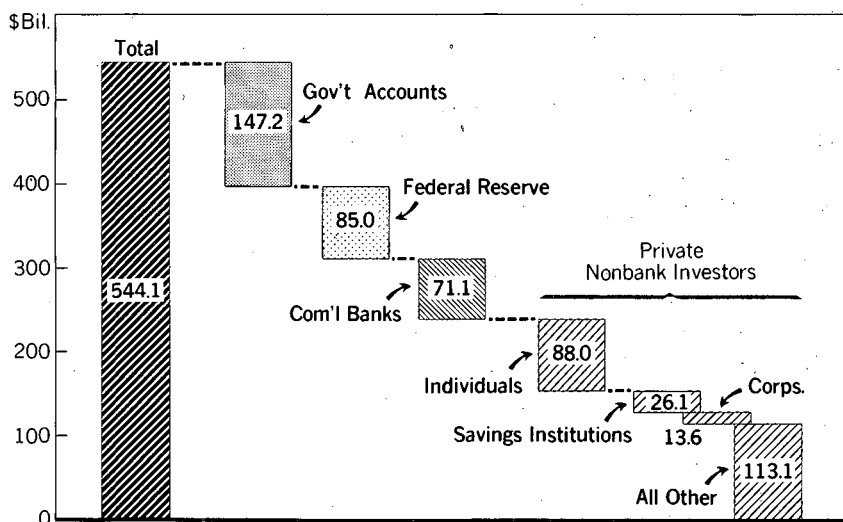 $Bil.
Total
500
Gov't Accounts
147.2
400
Federal Reserve
85.0
300
Private
Nonbank Investors
544.1
71.1
Com'l Banks
200
88.0
Individuals
Corps.
26.1
Savings Institutions
100
13.6
113.1
All Other
0